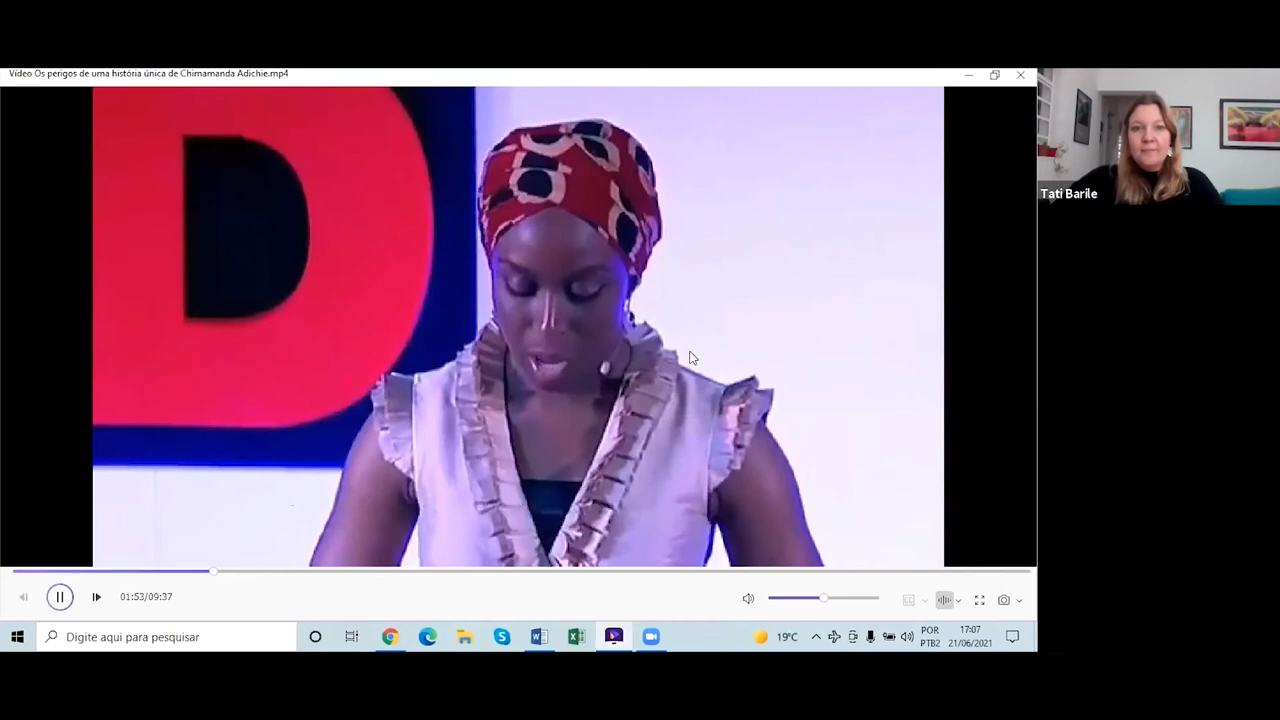 Vídeo Os perigos de uma história única de Chimamanda Adichie.mp4
D
Tati Barile
01:53/09:37
CC
Digite aqui para pesquisar
19°C
POR
PTB2
17:07
21/06/2021